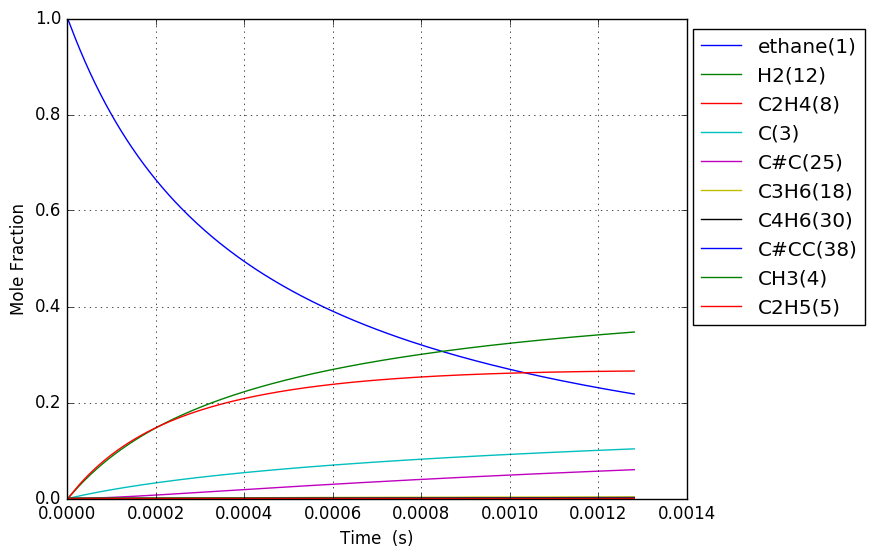 1.0
0.8
0.6
0.4
0.2
0.0
Mole Fraction
0.0000 0.0002 0.0004 0.0006 0.0008 0.0010 0.0012 0.0014
Time (s)
ethane(1)
H2(12)
C2H4(8)
C(3)
C#C(25)
C3H6(18)
C4H6(30)
C#CC(38)
CH3(4)
C2H5(5)